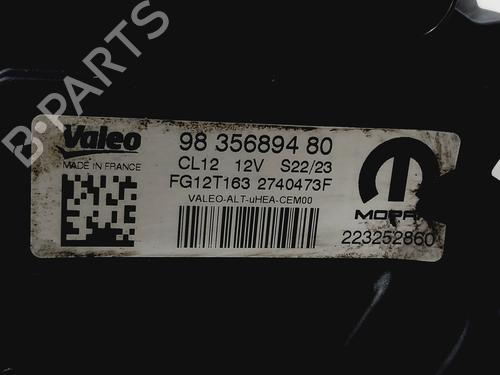 B-PARTS
Valeo
MADE IN FRANCE
98 356894 80
CL12 12V S22/23
FG12T163 2740473F
VALEO-ALT-uHEA-CEM00
MOPAR
223252860